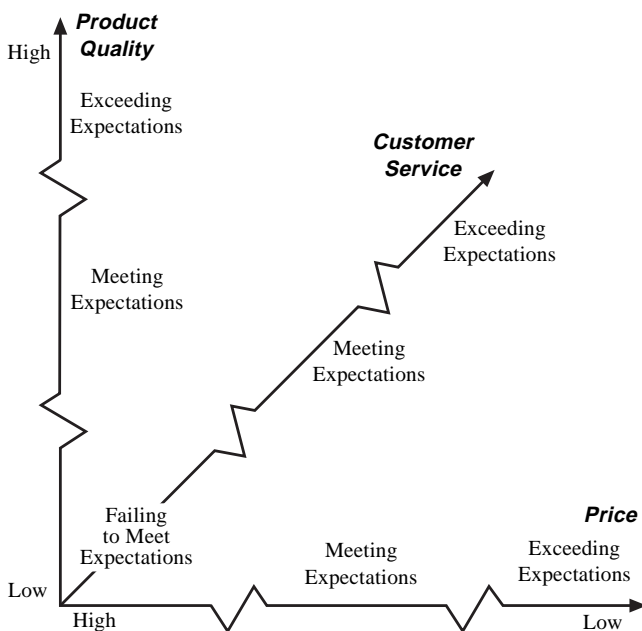 Product
Quality
High
Exceeding
Expectations
Customer
Service
Exceeding
Expectations
Meeting
Expectations
Meeting
Expectations
Failing
to Meet
Expectations
Price
Meeting
Expectations
Exceeding
Expectations
Low
High
Low